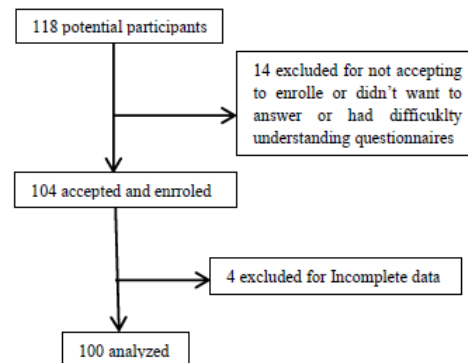 118 potential participants
14 excluded for not accepting
to enrolle or didn't want to
answer or had difficuklty
understanding questionnaires
104 accepted and enrroled
4 excluded for Incomplete data
100 analyzed